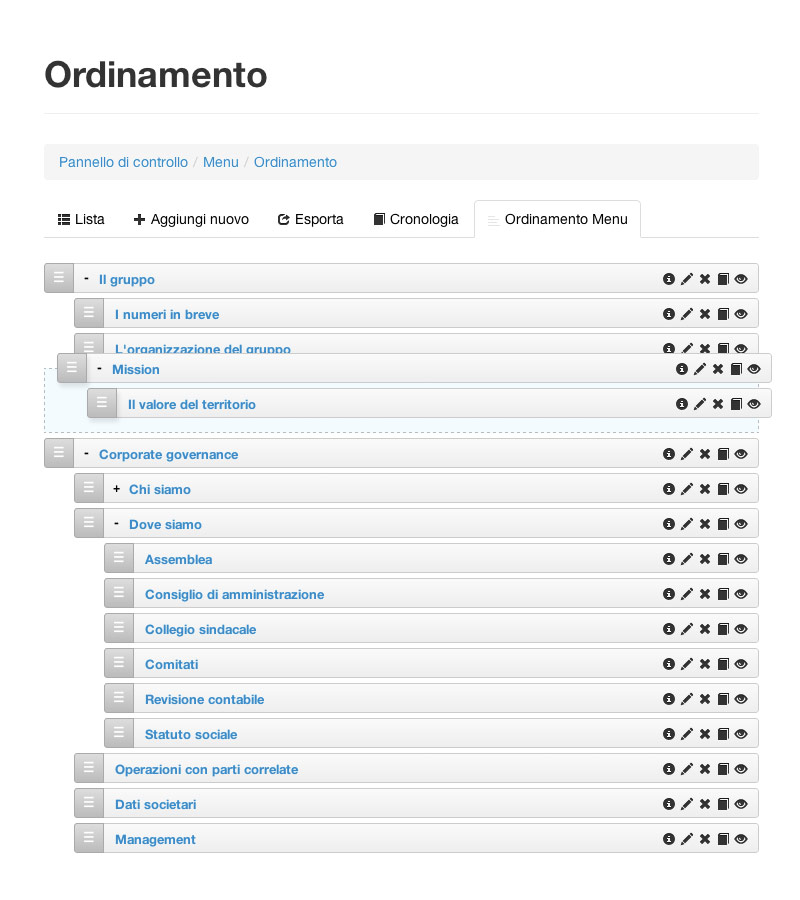 Ordinamento
Pannello di controllo / Menu / Ordinamento
Lista Aggiungi nuovo Esporta Cronologia Ordinamento Menu
- Il gruppo
I numeri in breve
L'organizzazione del gruppo
- Mission
Il valore del territorio
- Corporate governance
+ Chi siamo
- Dove siamo
Assemblea
Consiglio di amministrazione
Collegio sindacale
Comitati
Revisione contabile
Statuto sociale
Operazioni con parti correlate
Dati societari
Management